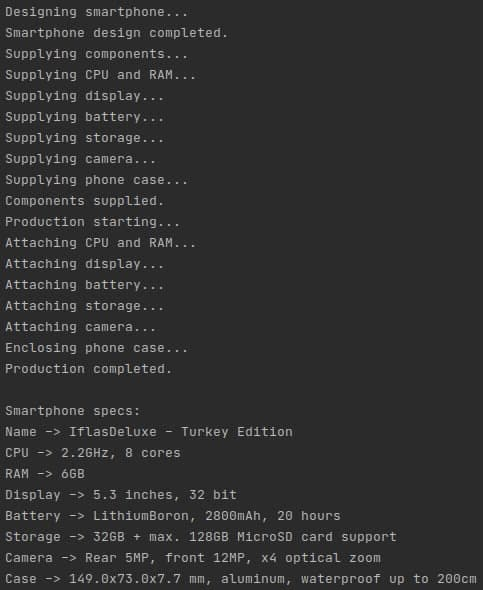 Designing smartphone...
Smartphone design completed.
Supplying components...
Supplying CPU and RAM...
Supplying display...
Supplying battery...
Supplying storage...
Supplying camera...
Supplying phone case...
Components supplied.
Production starting...
Attaching CPU and RAM...
Attaching display...
Attaching battery...
Attaching storage...
Attaching camera...
Enclosing phone case...
Production completed.

Smartphone specs:
Name -> IflasDeluxe - Turkey Edition
CPU -> 2.2GHz, 8 cores
RAM -> 6GB
Display -> 5.3 inches, 32 bit
Battery -> LithiumBoron, 2800mAh, 20 hours
Storage -> 32GB + max. 128GB MicroSD card support
Camera -> Rear 5MP, front 12MP, x4 optical zoom
Case -> 149.0x73.0x7.7 mm, aluminum, waterproof up to 200cm